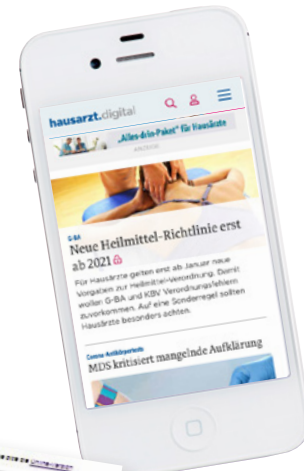 hausarzt.digital
„Alles-drin-Paket" für Hausärzte
ANZEIGE
G-BA
Neue Heilmittel-Richtlinie erst
ab 2021
Für Hausärzte gelten erst ab Januar neue
Vorgaben zur Heilmittel-Verordnung. Damit
wollen G-BA und KBV Verordnungsfehlern
zuvorkommen. Auf eine Sonderregel sollten
Hausärzte besonders achten.
Corona-Antikörpertests
MDS kritisiert mangelnde Aufklärung